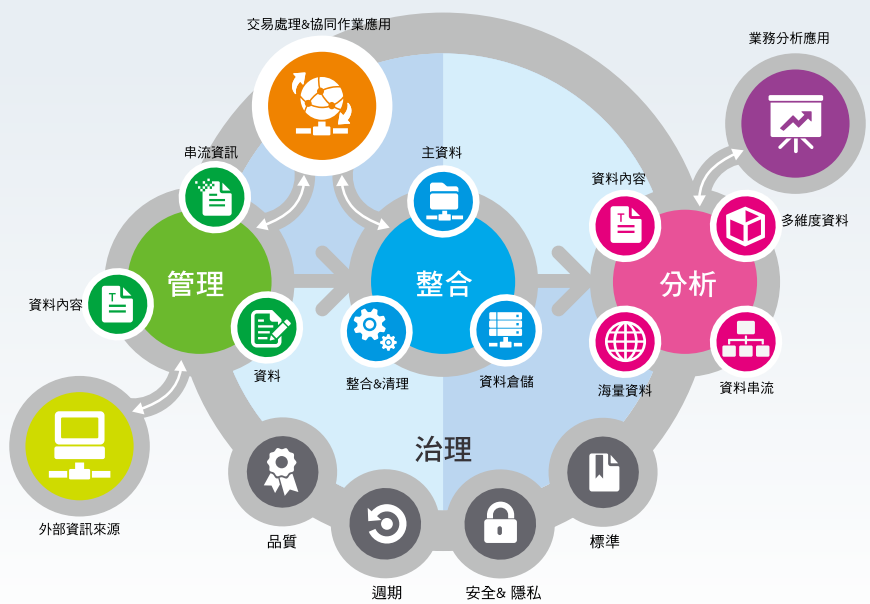 交易處理&協同作業應用
業務分析應用
串流資訊
主資料
資料內容
T
多維度資料
管理
整合
分析
資料內容
T
資料
整合&清理
資料倉儲
海量資料
資料串流
治理
外部資訊來源
品質
標準
週期
安全& 隱私